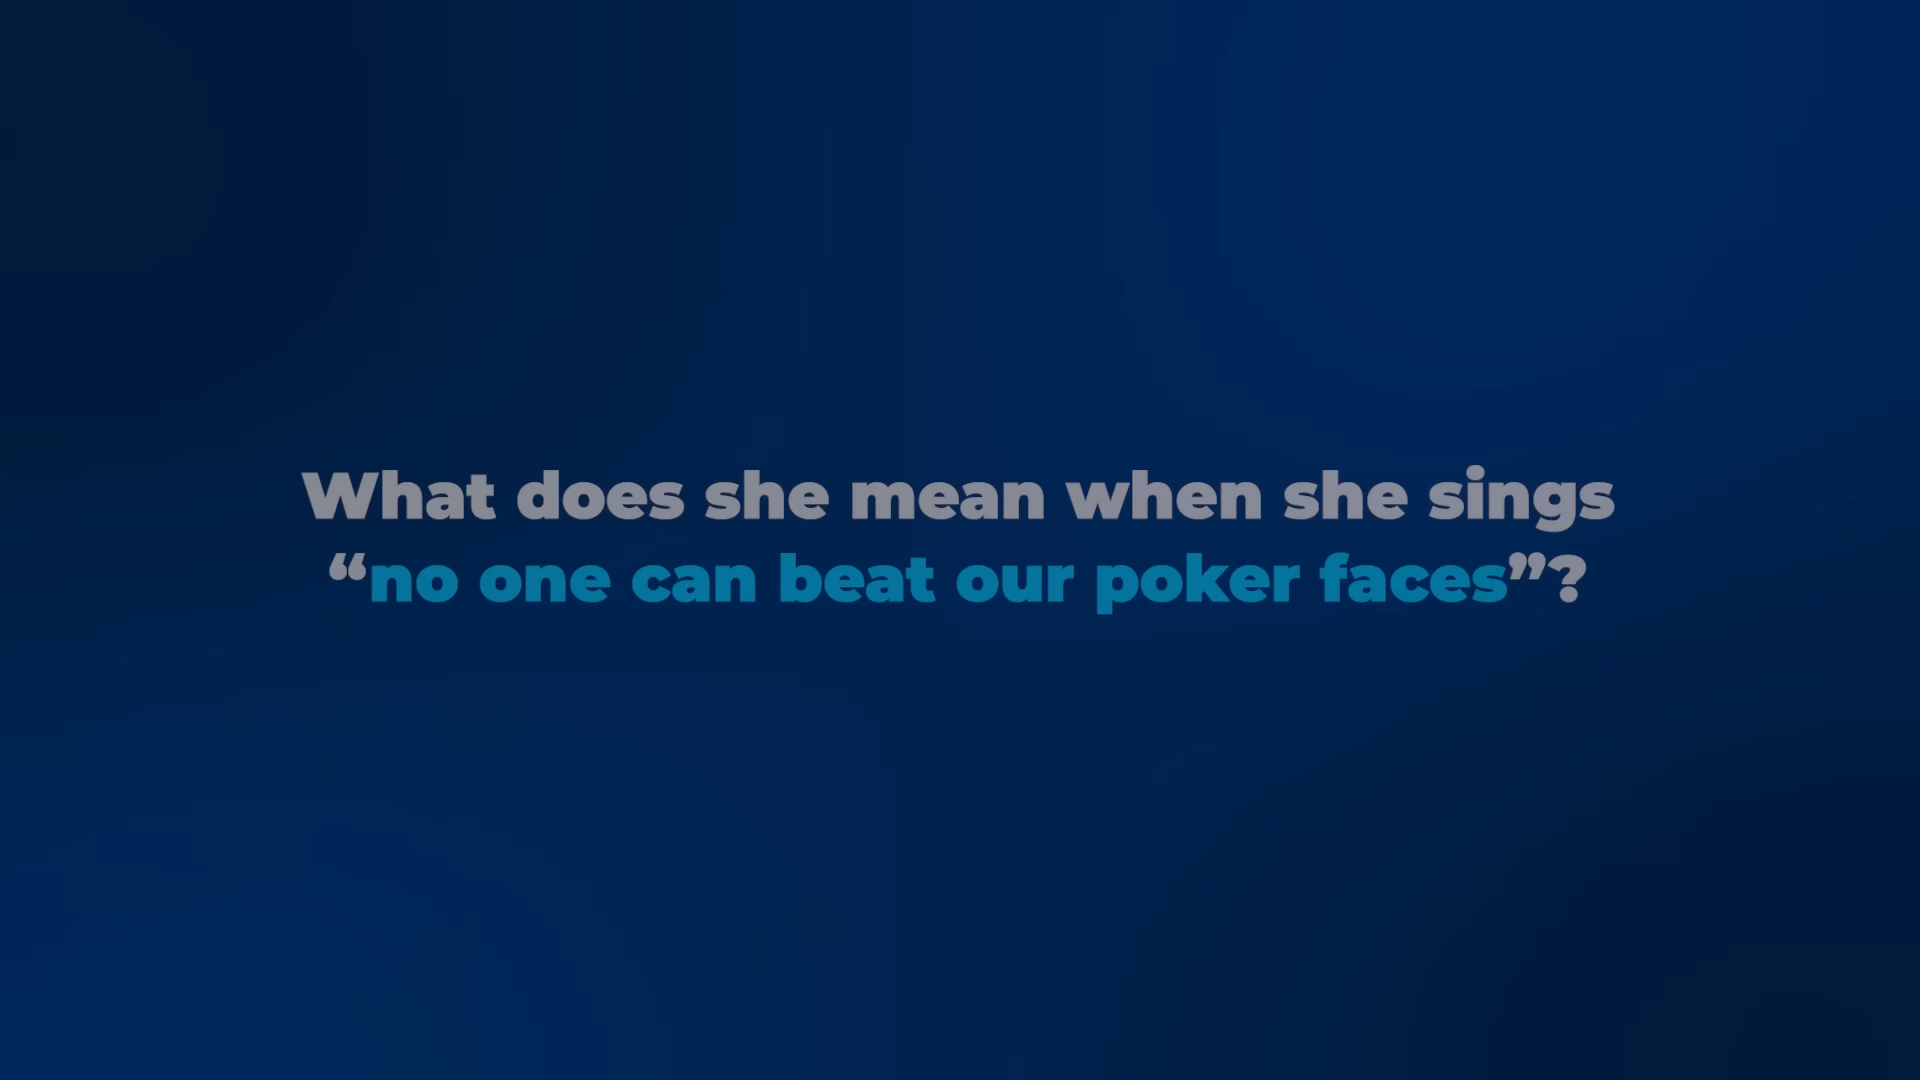 What does she mean when she sings
“no one can beat our poker faces”?